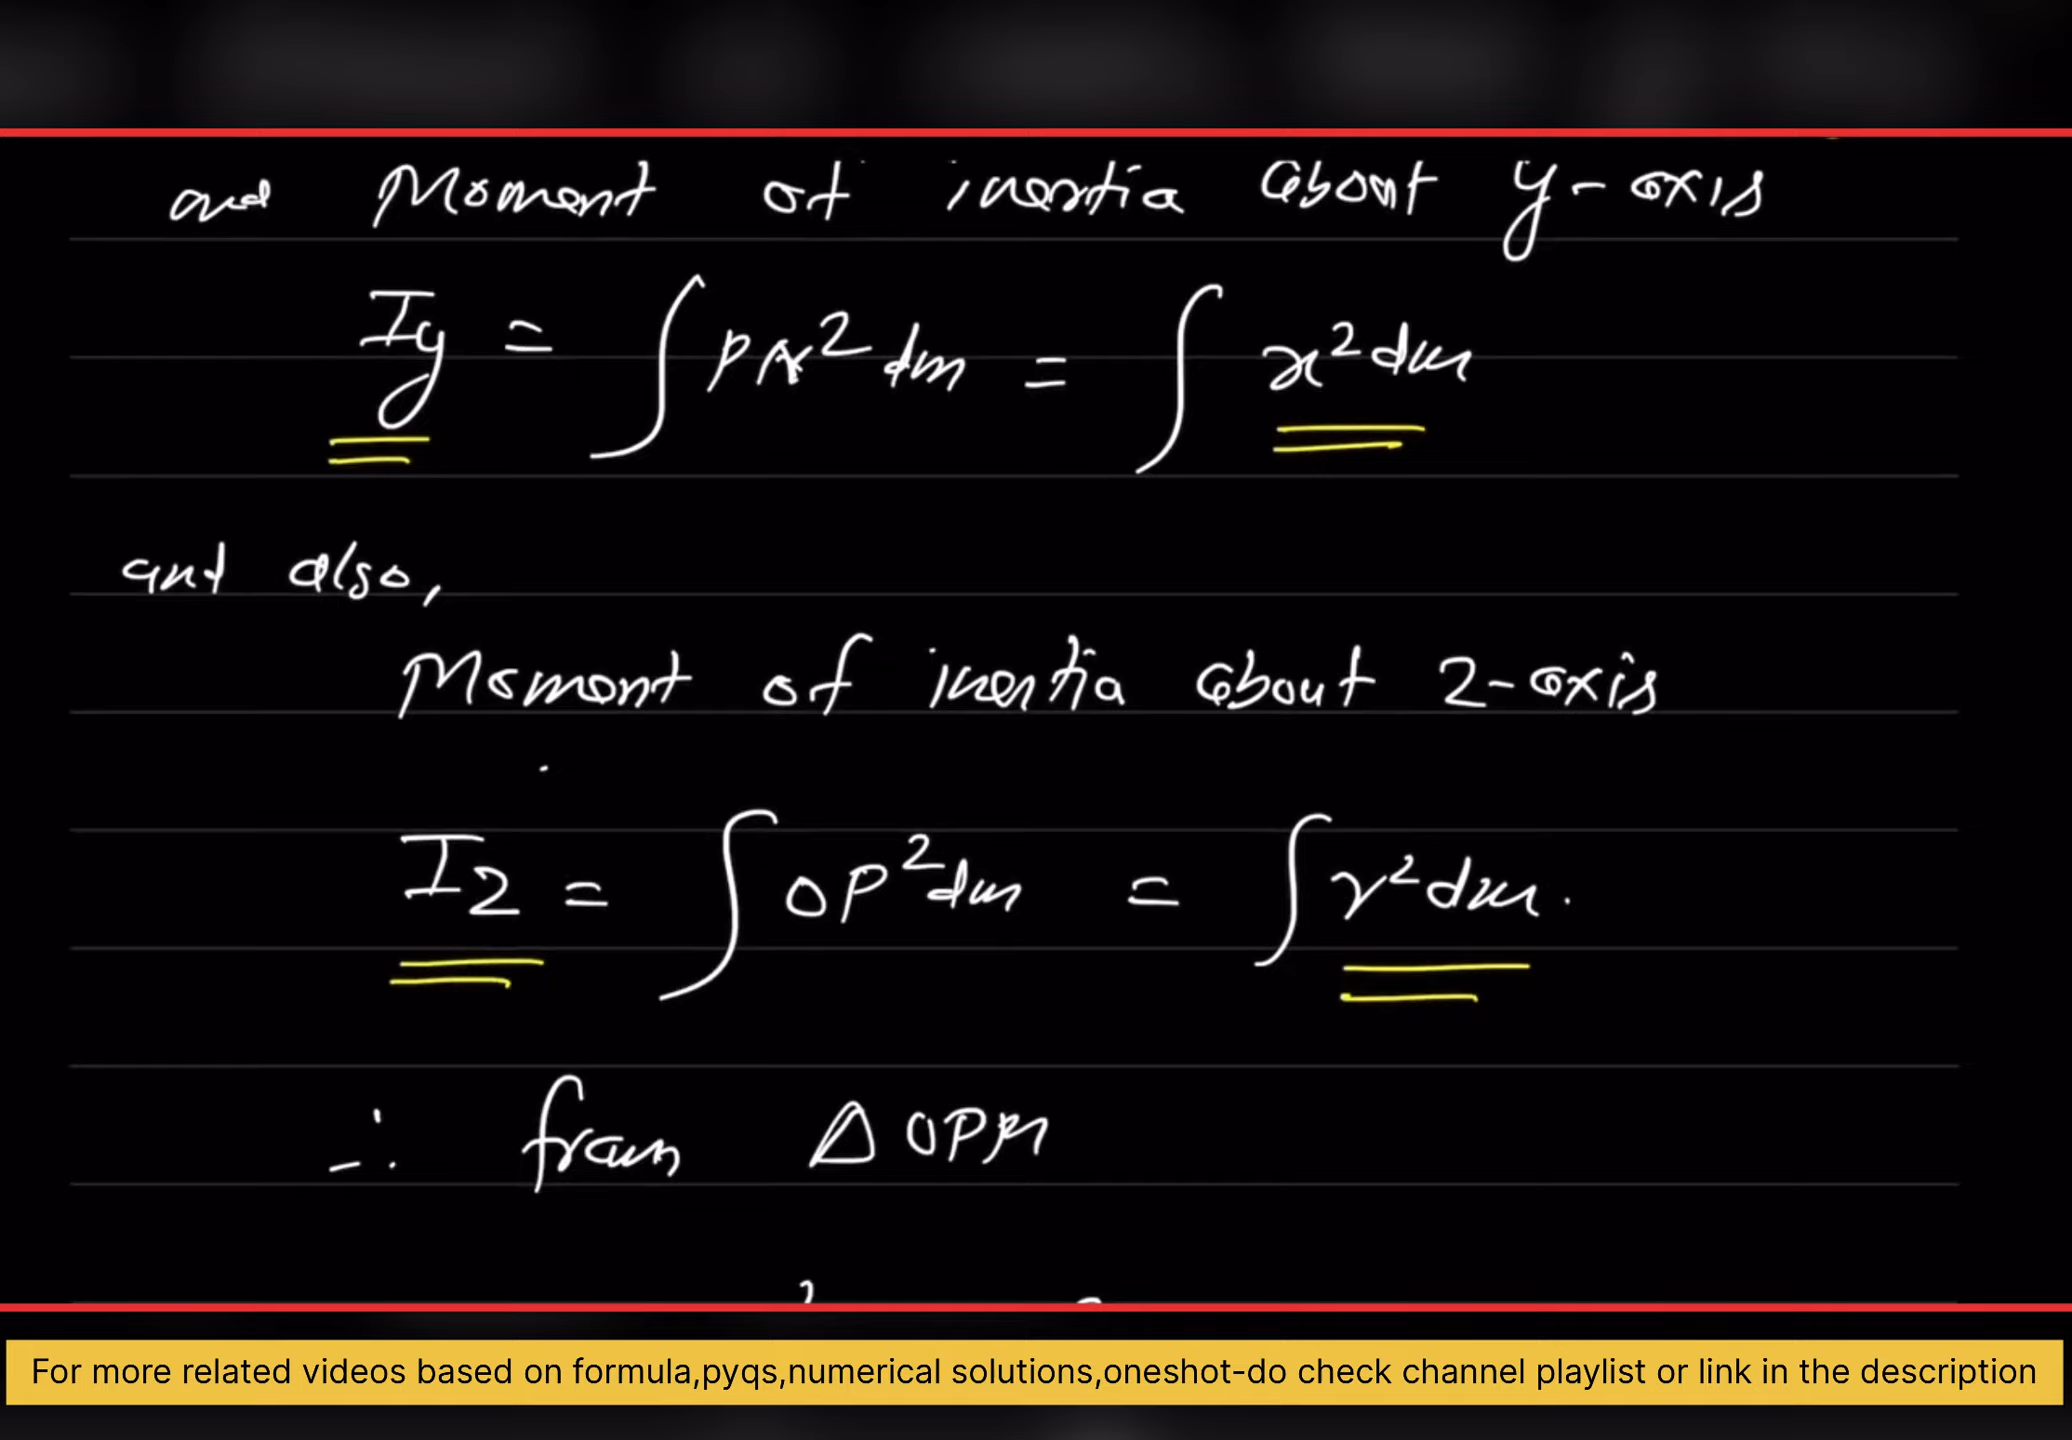 and Moment of inertia about y-axis
Iy = ∫ PN² dm = ∫ x² dm
and also,
Moment of inertia about z-axis
Iz = ∫ OP² dm = ∫ r² dm.
∴ from Δ OPM
For more related videos based on formula,pyqs,numerical solutions,oneshot-do check channel playlist or link in the description